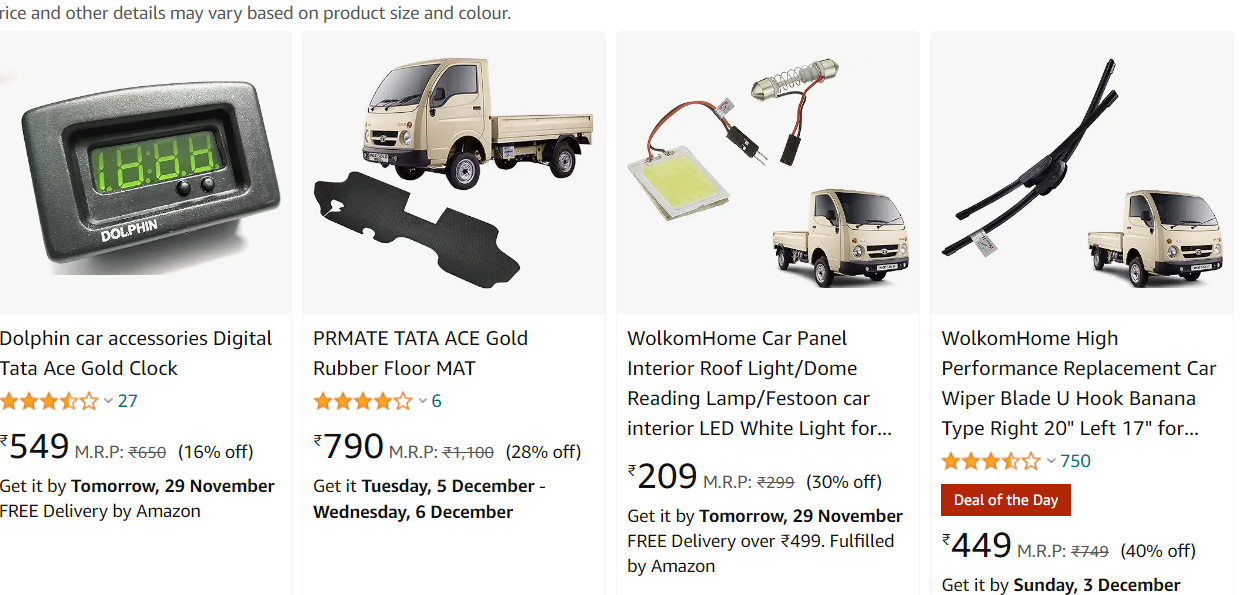 rice and other details may vary based on product size and colour.
DOLPHIN
Dolphin car accessories Digital
Tata Ace Gold Clock
27
₹549 M.R.P: ₹650 (16% off)
Get it by Tomorrow, 29 November
FREE Delivery by Amazon
PRMATE TATA ACE Gold
Rubber Floor MAT
6
₹790 M.R.P: ₹1,100 (28% off)
Get it Tuesday, 5 December -
Wednesday, 6 December
WolkomHome Car Panel
Interior Roof Light/Dome
Reading Lamp/Festoon car
interior LED White Light for...
₹209 M.R.P: ₹299 (30% off)
Get it by Tomorrow, 29 November
FREE Delivery over ₹499. Fulfilled
by Amazon
WolkomHome High
Performance Replacement Car
Wiper Blade U Hook Banana
Type Right 20" Left 17" for...
750
Deal of the Day
₹449 M.R.P: ₹749 (40% off)
Get it by Sunday, 3 December